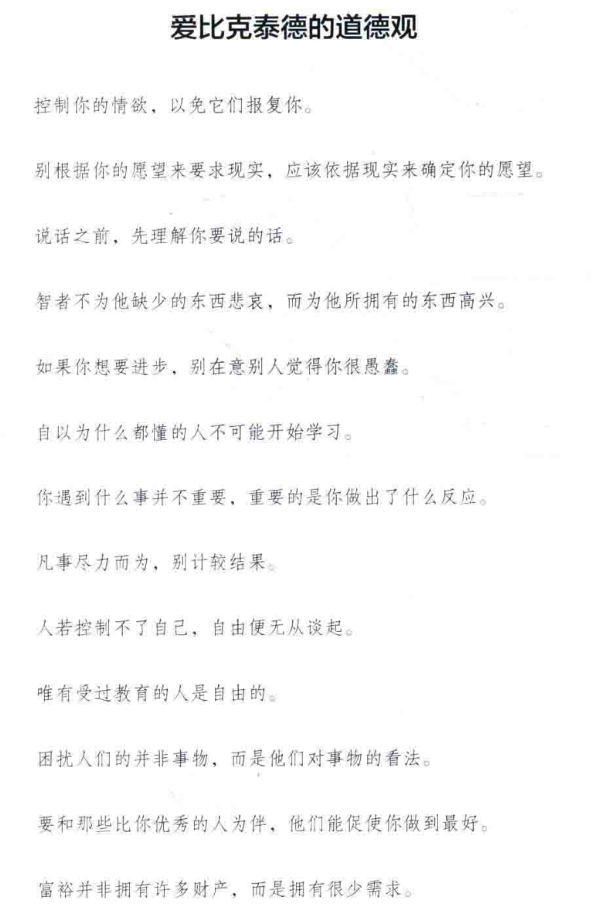 爱比克泰德的道德观
控制你的情欲，以免它们报复你。
别根据你的愿望来要求现实，应该依据现实来确定你的愿望。
说话之前，先理解你要说的话。
智者不为他缺少的东西悲哀，而为他所拥有的东西高兴。
如果你想要进步，别在意别人觉得你很愚蠢。
自以为什么都懂的人不可能开始学习。
你遇到什么事并不重要，重要的是你做出了什么反应。
凡事尽力而为，别计较结果。
人若控制不了自己，自由便无从谈起。
唯有受过教育的人是自由的。
困扰人们的并非事物，而是他们对事物的看法。
要和那些比你优秀的人为伴，他们能促使你做到最好。
富裕并非拥有许多财产，而是拥有很少需求。